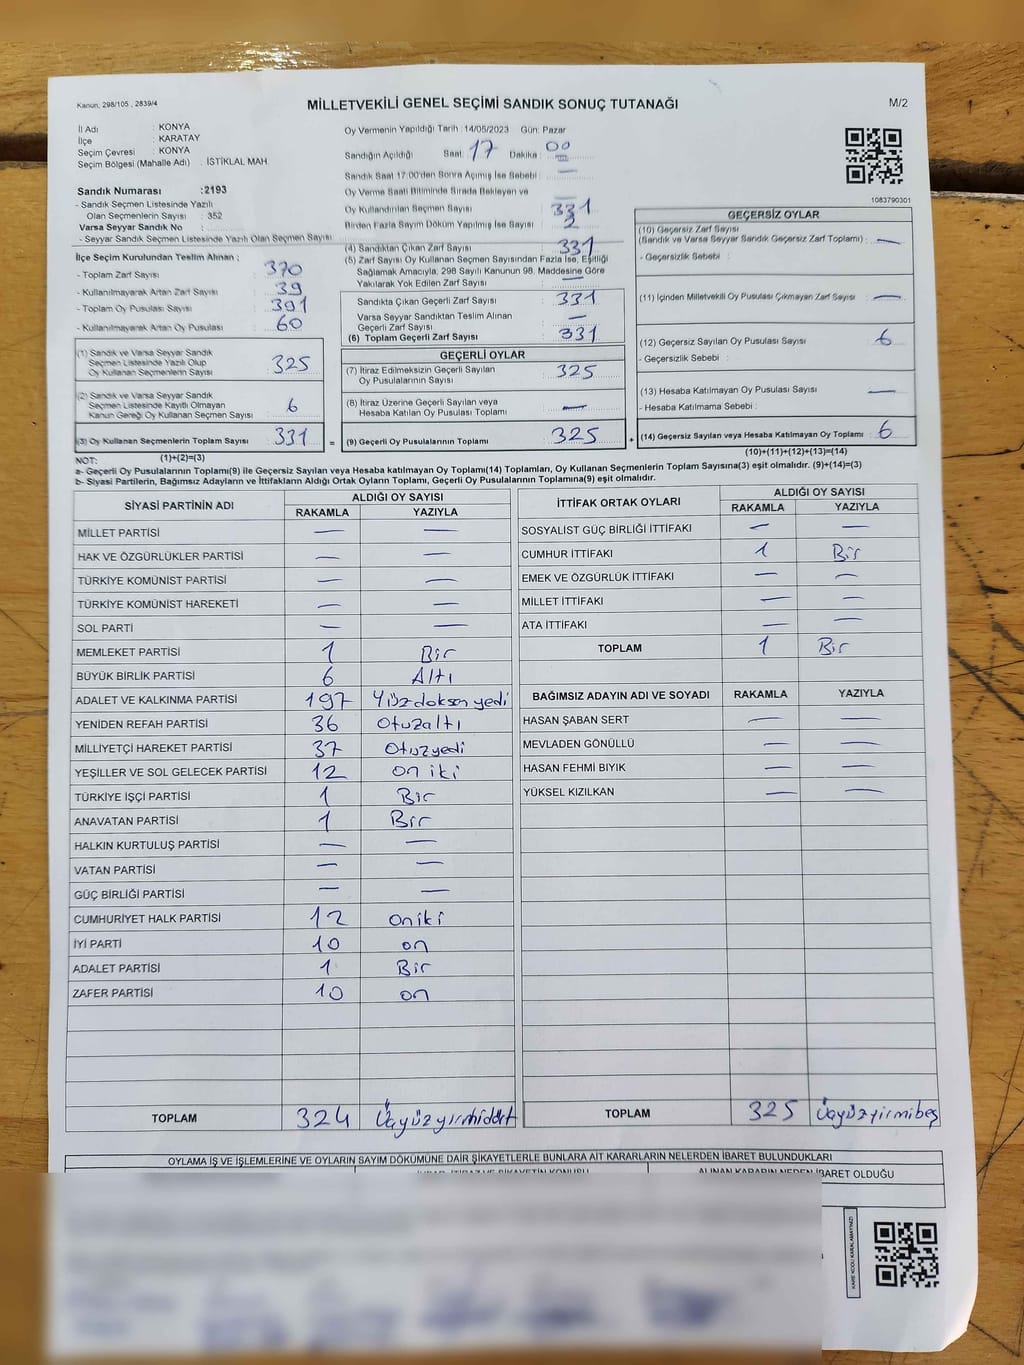 Kanun; 298/105 , 2839/4
MİLLETVEKİLİ GENEL SEÇİMİ SANDIK SONUÇ TUTANAĞI
M/2
İl Adı : KONYA
İlçe : KARATAY
Seçim Çevresi : KONYA
Seçim Bölgesi (Mahalle Adı) : İSTİKLAL MAH.
Sandık Numarası :2193
- Sandık Seçmen Listesinde Yazılı
Olan Seçmenlerin Sayısı : 352
Varsa Seyyar Sandık No :
- Seyyar Sandık Seçmen Listesinde Yazılı Olan Seçmen Sayısı
İlçe Seçim Kurulundan Teslim Alınan ;
- Toplam Zarf Sayısı 370
- Kullanılmayarak Artan Zarf Sayısı 39
- Toplam Oy Pusulası Sayısı 391
- Kullanılmayarak Artan Oy Pusulası 60
(1) Sandık ve Varsa Seyyar Sandık
Seçmen Listesinde Yazılı Olup
Oy Kullanan Seçmenlerin Sayısı 325
(2) Sandık ve Varsa Seyyar Sandık
Seçmen Listesinde Kayıtlı Olmayan
Kanun Gereği Oy Kullanan Seçmen Sayısı 6
(3) Oy Kullanan Seçmenlerin Toplam Sayısı 331 =
(1)+(2)=(3)
Oy Vermenin Yapıldığı Tarih :14/05/2023 Gün: Pazar
Sandığın Açıldığı Saat: 17 Dakika : 00
Sandık Saat 17:00'den Sonra Açımış İse Sebebi : —
Oy Verme Saati Bitiminde Sırada Bekleyen ve
Oy Kullandırılan Seçmen Sayısı
Birden Fazla Sayım Döküm Yapılmış İse Sayısı 2
(4) Sandıktan Çıkan Zarf Sayısı 331
(5) Zarf Sayısı Oy Kullanan Seçmen Sayısından Fazla İse, Eşitliği
Sağlamak Amacıyla, 298 Sayılı Kanunun 98. Maddesine Göre
Yakılarak Yok Edilen Zarf Sayısı —
Sandıkta Çıkan Geçerli Zarf Sayısı 331
Varsa Seyyar Sandıktan Teslim Alınan
Geçerli Zarf Sayısı —
(6) Toplam Geçerli Zarf Sayısı 331
GEÇERLİ OYLAR
(7) İtiraz Edilmeksizin Geçerli Sayılan
Oy Pusulalarının Sayısı 325
(8) İtiraz Üzerine Geçerli Sayılan veya
Hesaba Katılan Oy Pusulası Toplamı —
(9) Geçerli Oy Pusulalarının Toplamı 325 +
1083790301
GEÇERSİZ OYLAR
(10) Geçersiz Zarf Sayısı
(Sandık ve Varsa Seyyar Sandık Geçersiz Zarf Toplamı) : —
- Geçersizlik Sebebi :
(11) İçinden Milletvekili Oy Pusulası Çıkmayan Zarf Sayısı —
(12) Geçersiz Sayılan Oy Pusulası Sayısı 6
- Geçersizlik Sebebi :
(13) Hesaba Katılmayan Oy Pusulası Sayısı —
- Hesaba Katılmama Sebebi :
(14) Geçersiz Sayılan veya Hesaba Katılmayan Oy Toplamı : 6
(10)+(11)+(12)+(13)=(14)
NOT:
a- Geçerli Oy Pusulalarının Toplamı(9) ile Geçersiz Sayılan veya Hesaba katılmayan Oy Toplamı(14) Toplamları, Oy Kullanan Seçmenlerin Toplam Sayısına(3) eşit olmalıdır. (9)+(14)=(3)
b- Siyasi Partilerin, Bağımsız Adayların ve İttifakların Aldığı Oyların Toplamı, Geçerli Oy Pusulalarının Toplamına(9) eşit olmalıdır.
SİYASİ PARTİNİN ADI ALDIĞI OY SAYISI
RAKAMLA YAZIYLA
MİLLET PARTİSİ — —
HAK VE ÖZGÜRLÜKLER PARTİSİ — —
TÜRKİYE KOMÜNİST PARTİSİ — —
TÜRKİYE KOMÜNİST HAREKETİ — —
SOL PARTİ — —
MEMLEKET PARTİSİ 1 Bir
BÜYÜK BİRLİK PARTİSİ 6 Altı
ADALET VE KALKINMA PARTİSİ 197 Yüzdoksan yedi
YENİDEN REFAH PARTİSİ 36 Otuzaltı
MİLLİYETÇİ HAREKET PARTİSİ 37 Otuzyedi
YEŞİLLER VE SOL GELECEK PARTİSİ 12 on iki
TÜRKİYE İŞÇİ PARTİSİ 1 Bir
ANAVATAN PARTİSİ 1 Bir
HALKIN KURTULUŞ PARTİSİ — —
VATAN PARTİSİ — —
GÜÇ BİRLİĞİ PARTİSİ — —
CUMHURİYET HALK PARTİSİ 12 oniki
İYİ PARTİ 10 on
ADALET PARTİSİ 1 Bir
ZAFER PARTİSİ 10 on
TOPLAM 324 Üçyüzyirmidört
İTTİFAK ORTAK OYLARI ALDIĞI OY SAYISI
RAKAMLA YAZIYLA
SOSYALİST GÜÇ BİRLİĞİ İTTİFAKI — —
CUMHUR İTTİFAKI 1 Bir
EMEK VE ÖZGÜRLÜK İTTİFAKI — —
MİLLET İTTİFAKI — —
ATA İTTİFAKI — —
TOPLAM 1 Bir
BAĞIMSIZ ADAYIN ADI VE SOYADI RAKAMLA YAZIYLA
HASAN ŞABAN SERT — —
MEVLADEN GÖNÜLLÜ — —
HASAN FEHMİ BIYIK — —
YÜKSEL KIZILKAN — —
TOPLAM 325 Üçyüzyirmibeş
OYLAMA İŞ VE İŞLEMLERİNE VE OYLARIN SAYIM DÖKÜMÜNE DAİR ŞİKAYETLERLE BUNLARA AİT KARARLARIN NELERDEN İBARET BULUNDUKLARI
ALINAN KARARIN NEDEN İBARET OLDUĞU
KARE KODU KARALAMAYINIZ!